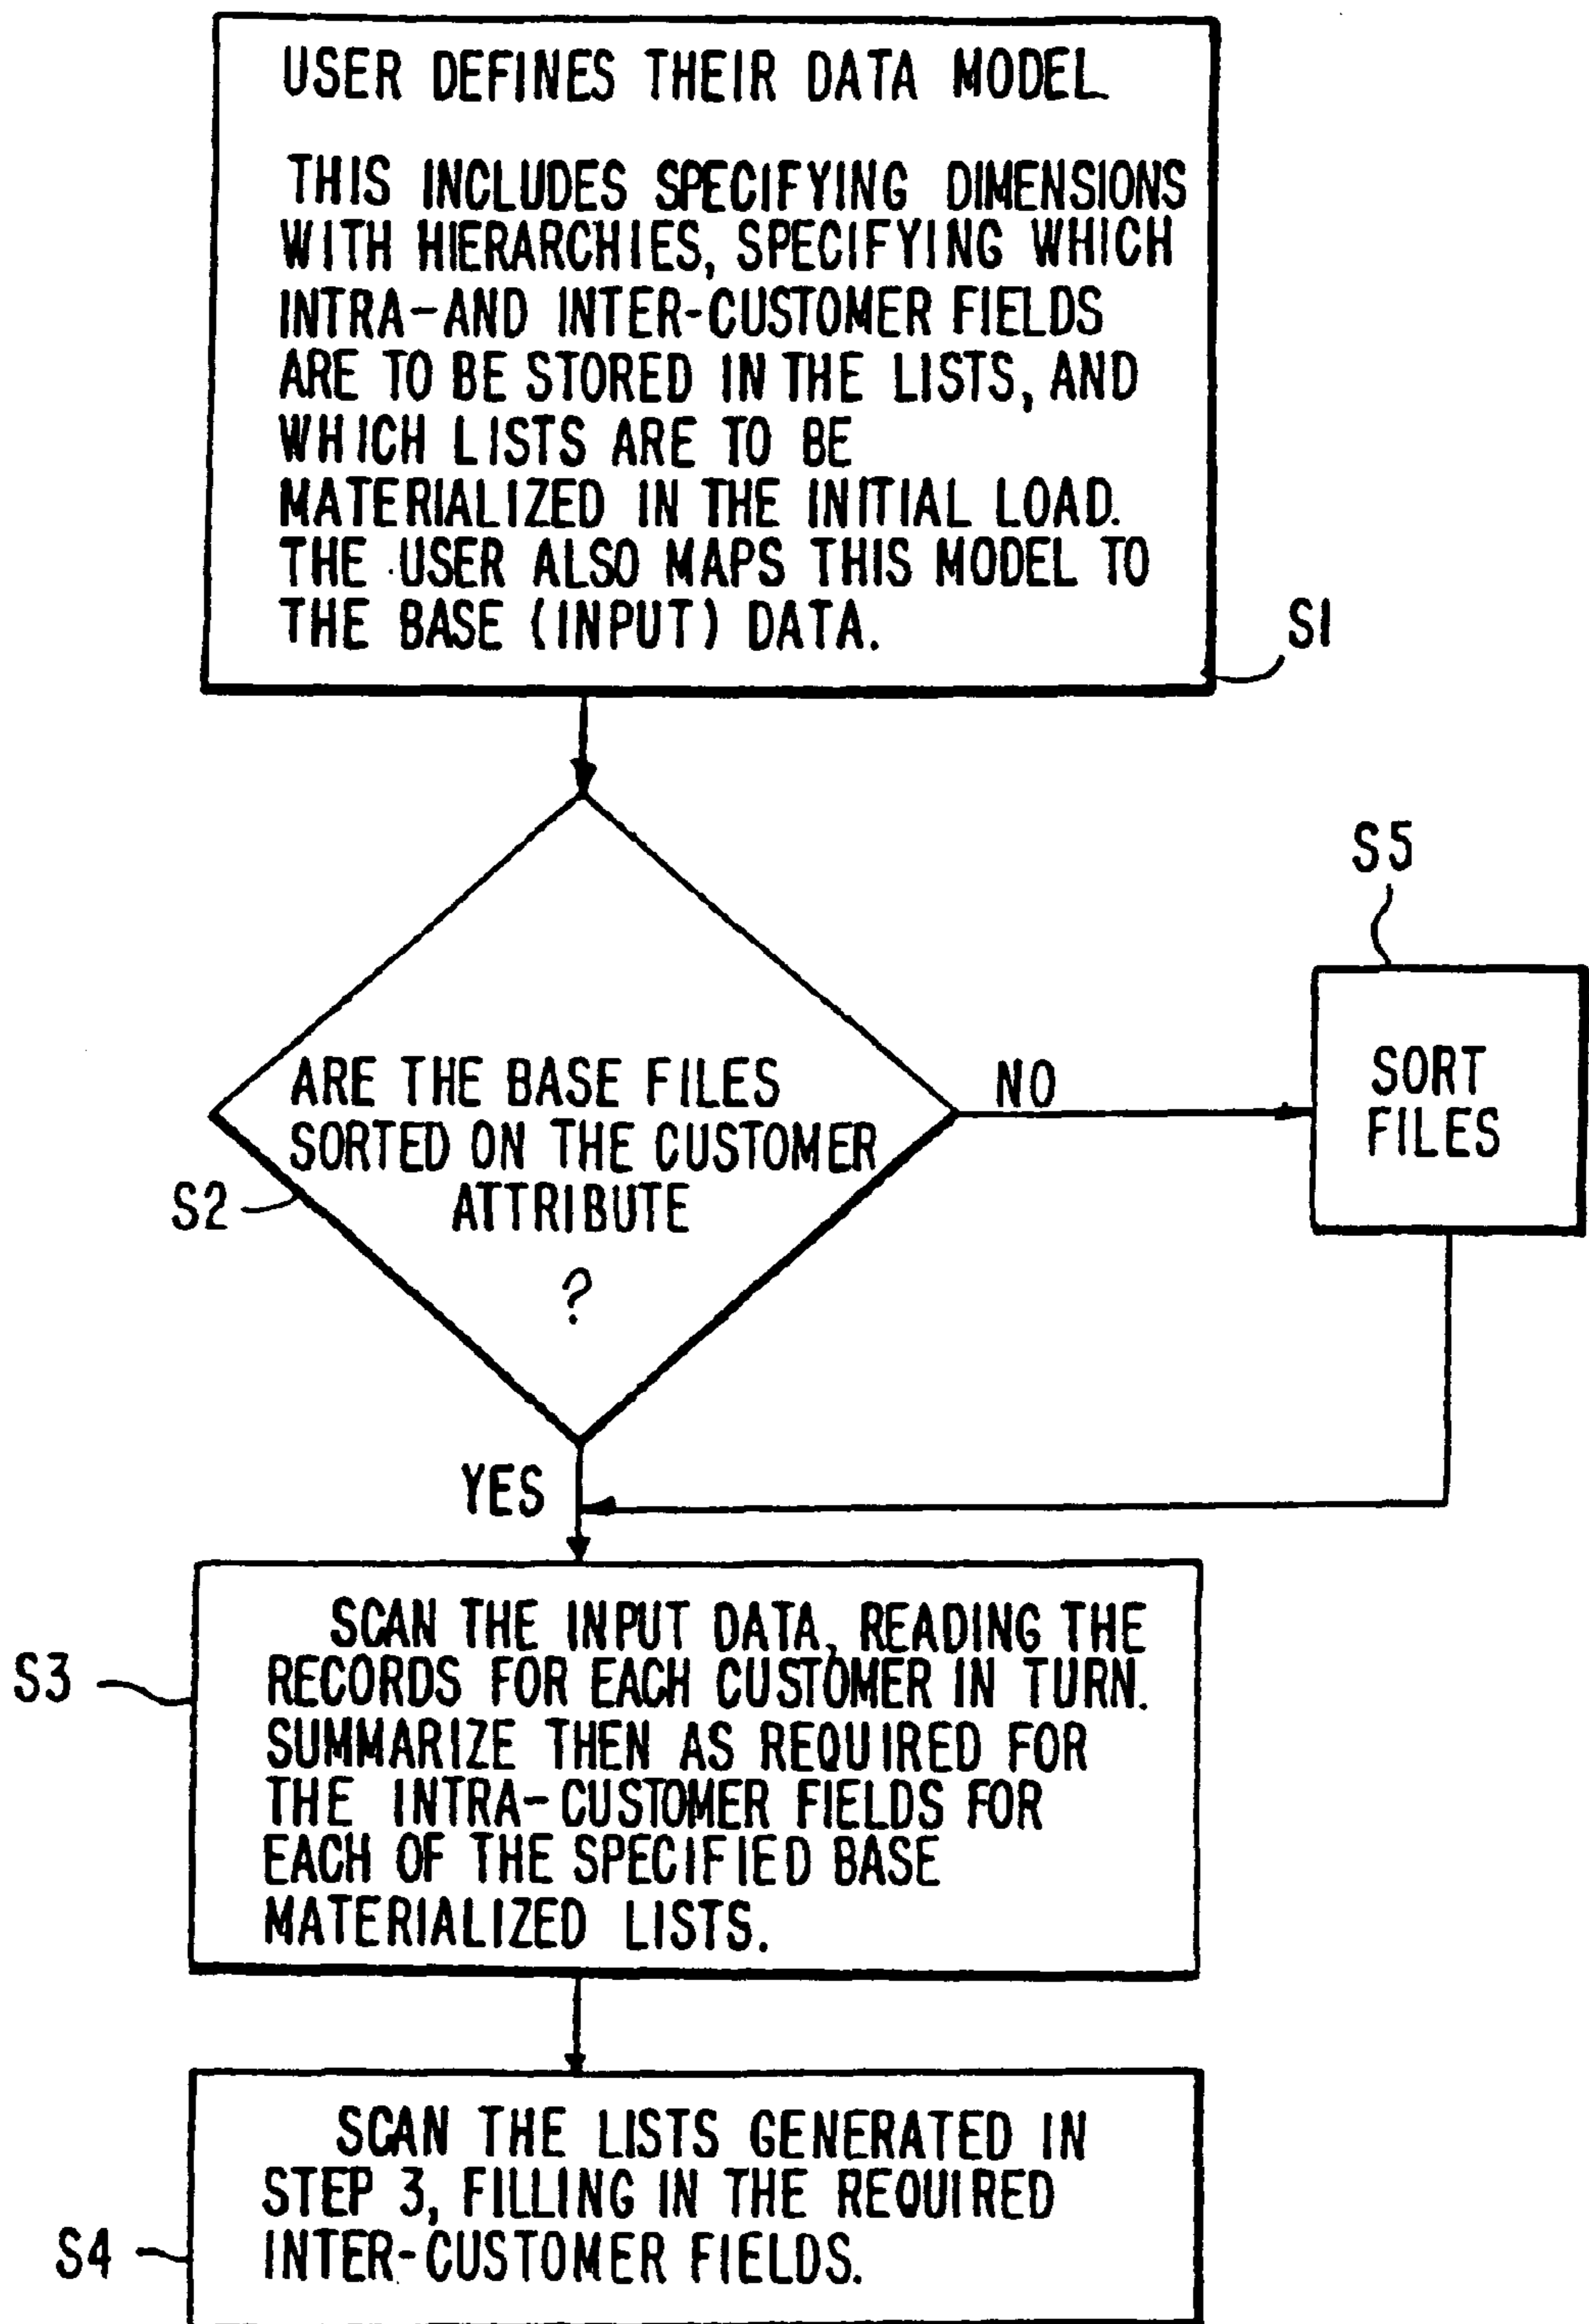 USER DEFINES THEIR DATA MODEL
THIS INCLUDES SPECIFYING DIMENSIONS
WITH HIERARCHIES, SPECIFYING WHICH
INTRA-AND INTER-CUSTOMER FIELDS
ARE TO BE STORED IN THE LISTS, AND
WHICH LISTS ARE TO BE
MATERIALIZED IN THE INITIAL LOAD.
THE USER ALSO MAPS THIS MODEL TO
THE BASE (INPUT) DATA.
S1
S5
ARE THE BASE FILES
SORTED ON THE CUSTOMER
ATTRIBUTE
?
S2
NO
SORT
FILES
YES
SCAN THE INPUT DATA, READING THE
RECORDS FOR EACH CUSTOMER IN TURN.
SUMMARIZE THEN AS REQUIRED FOR
THE INTRA-CUSTOMER FIELDS FOR
EACH OF THE SPECIFIED BASE
MATERIALIZED LISTS.
S3
SCAN THE LISTS GENERATED IN
STEP 3, FILLING IN THE REQUIRED
INTER-CUSTOMER FIELDS.
S4